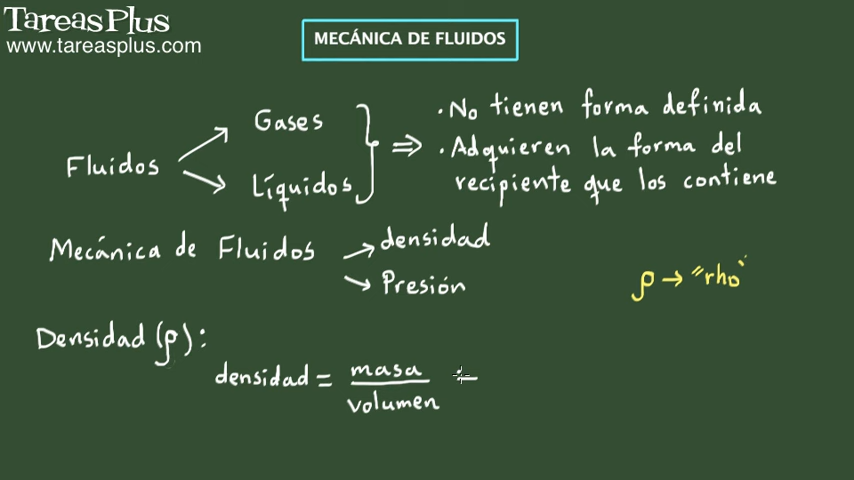 TareasPlus
www.tareasplus.com
MECÁNICA DE FLUIDOS
Fluidos
Gases
Líquidos
⇒
· No tienen forma definida
· Adquieren la forma del
recipiente que los contiene
Mecánica de Fluidos
→ densidad
→ Presión
ρ → "rho"
Densidad (ρ):
densidad = masa
volumen